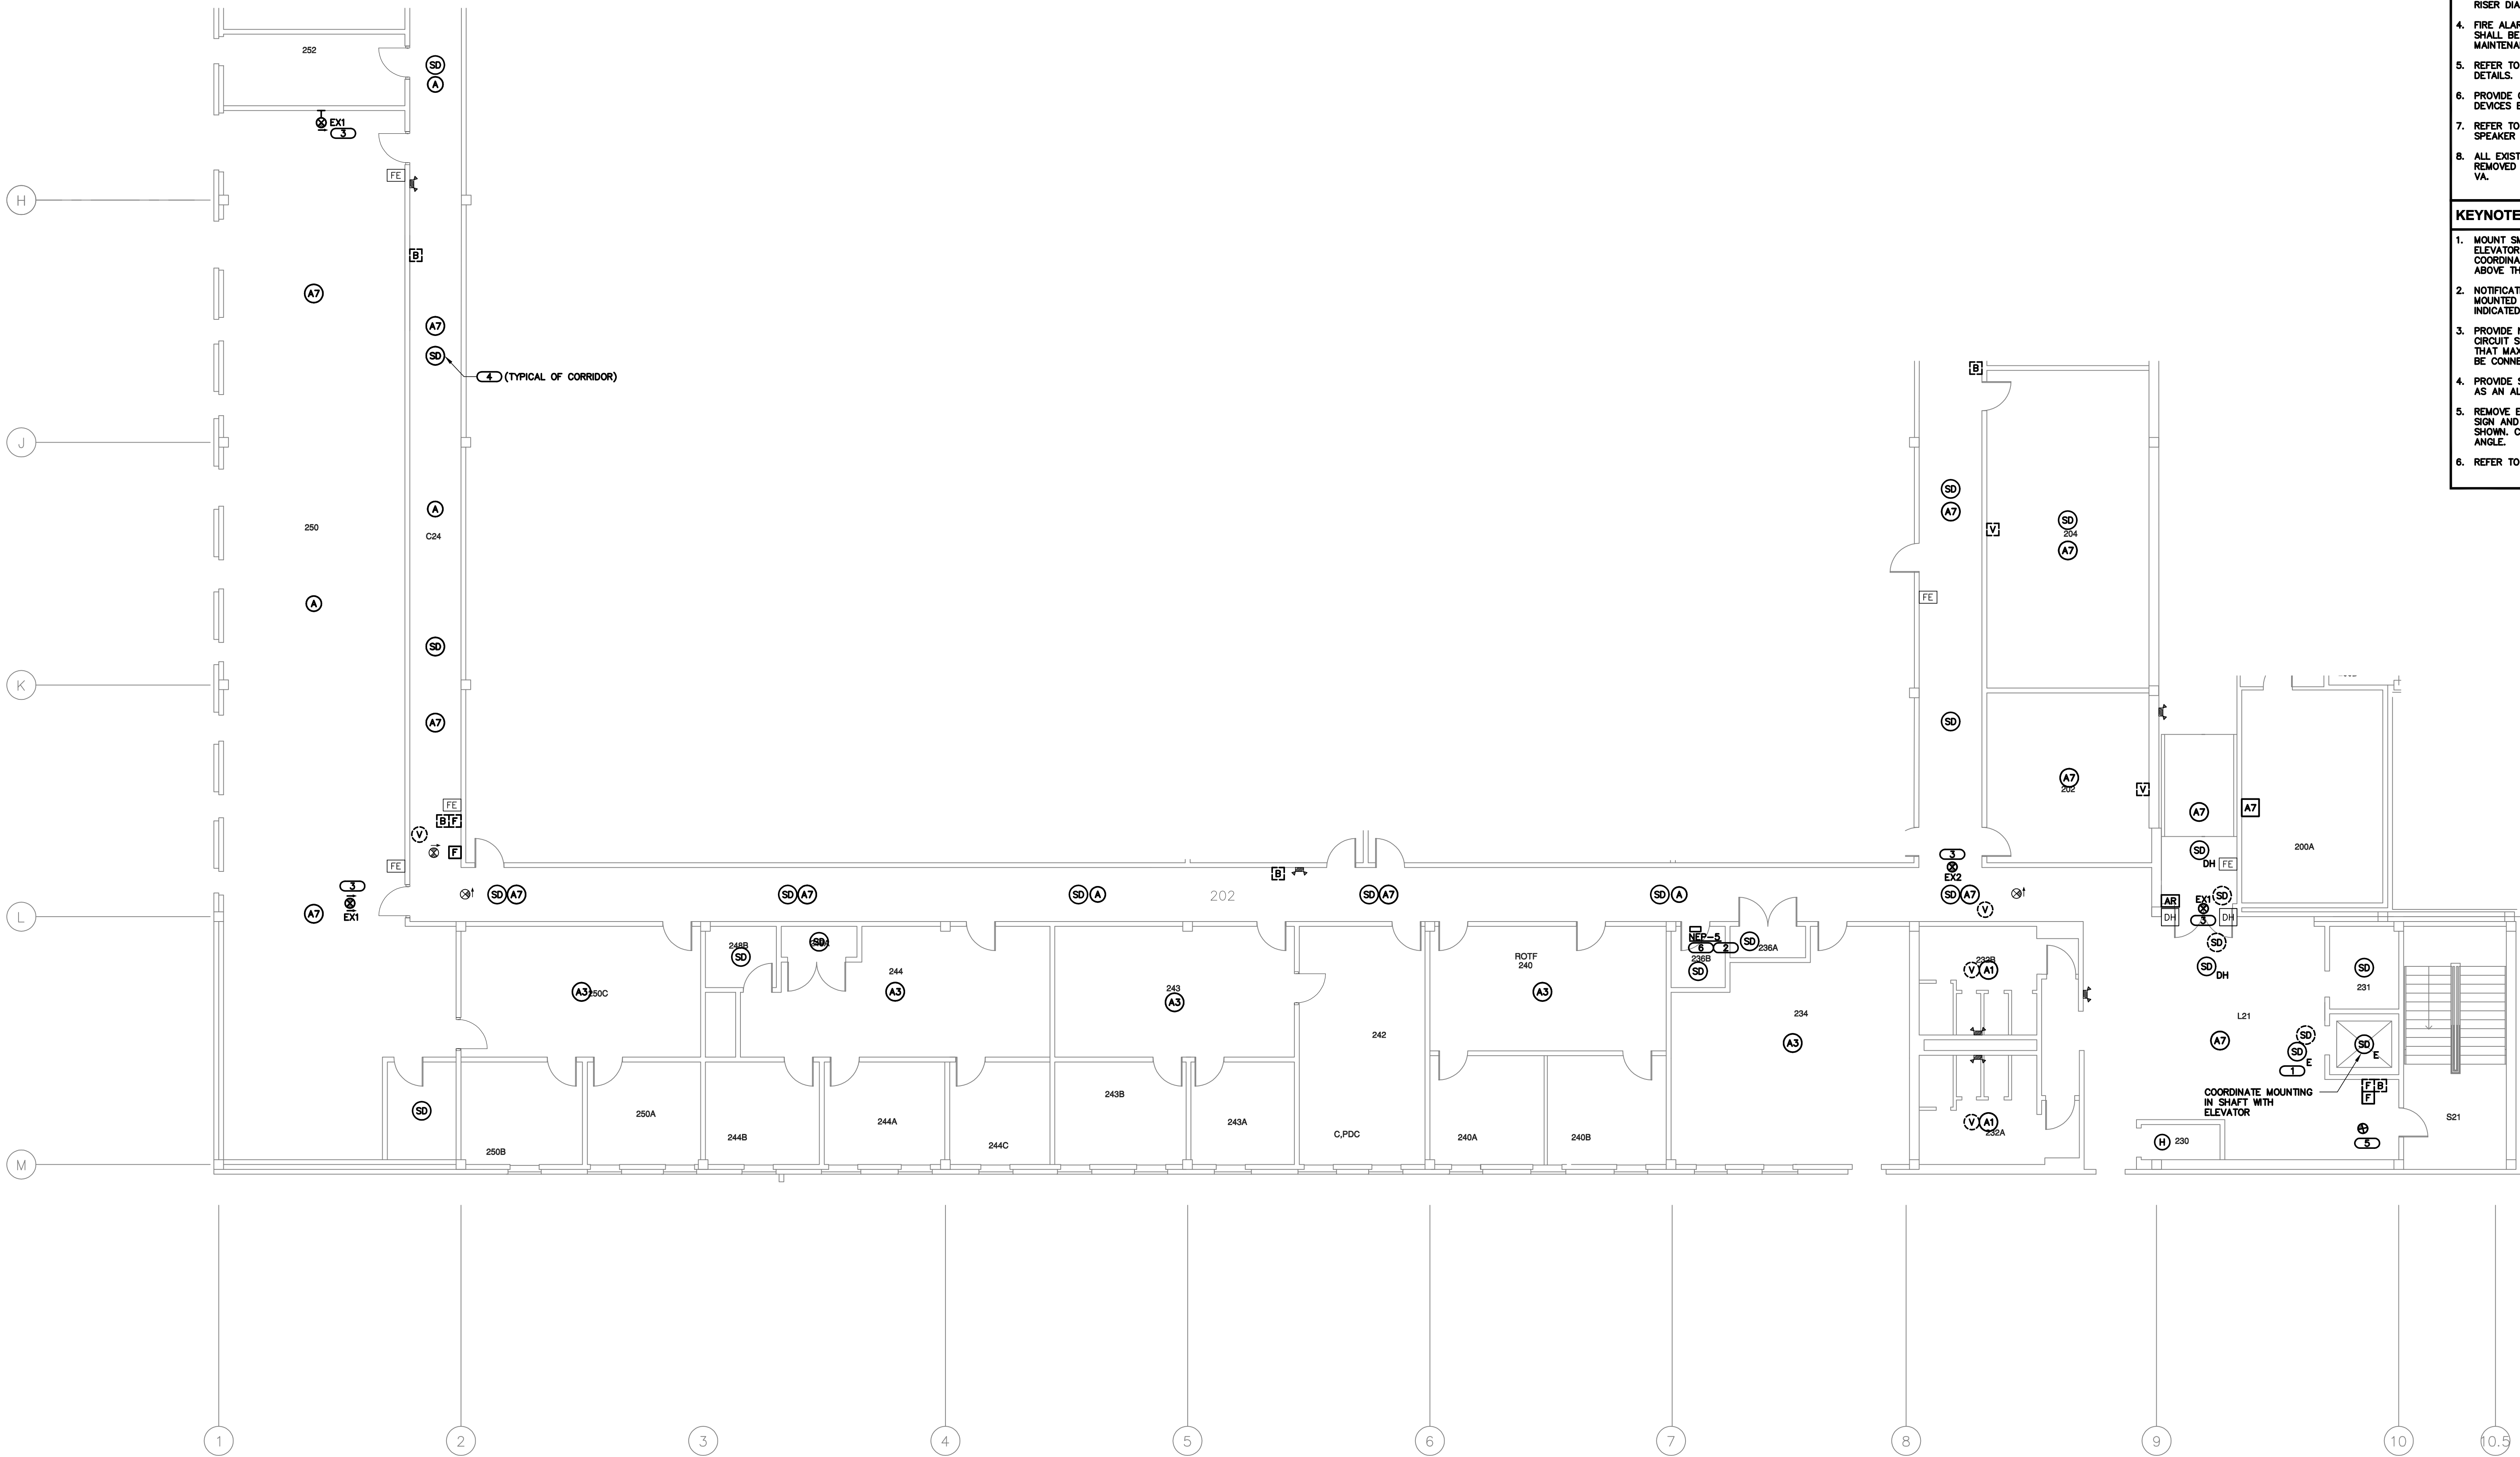 RISER DIA
4. FIRE ALAR
SHALL BE
MAINTENA
5. REFER TO
DETAILS.
6. PROVIDE
DEVICES E
7. REFER TO
SPEAKER
8. ALL EXIST
REMOVED
VA.
KEYNOTE
1. MOUNT SM
ELEVATOR
COORDINA
ABOVE TH
2. NOTIFICATI
MOUNTED
INDICATED
3. PROVIDE
CIRCUIT S
THAT MAX
BE CONNE
4. PROVIDE S
AS AN AL
5. REMOVE E
SIGN AND
SHOWN. C
ANGLE.
6. REFER TO
252
SD
A
EX1
3
FE
H
B
A7
A7
SD
4 (TYPICAL OF CORRIDOR)
B
J
SD
A7
A
250
C24
V
SD
204
A7
A
FE
SD
K
A7
SD
A7
202
V
FE
B F
V
F
FE
A7
A7
SD
DH FE
200A
3
EX1
A7
L
SD A7
SD A7
SD A
202
B
SD A7
SD A
3
EX2
SD A7
V
AR
EX1
SD
DH
3
DH
SD
SD
DH
248B
SD
SD
244
A3
A3 250C
243
A3
ROTF
240
A3
242
NEP-5
6 2
236B
SD
SD
236A
234
A3
232B
V A1
SD
231
L21
A7
SD
SD
E
1
SD
E
COORDINATE MOUNTING
IN SHAFT WITH
ELEVATOR
F B
F
S21
5
H 230
SD
250B
250A
244B
244A
244C
243B
243A
C,PDC
240A
240B
V A1
232A
M
1
2
3
4
5
6
7
8
9
10
10.5